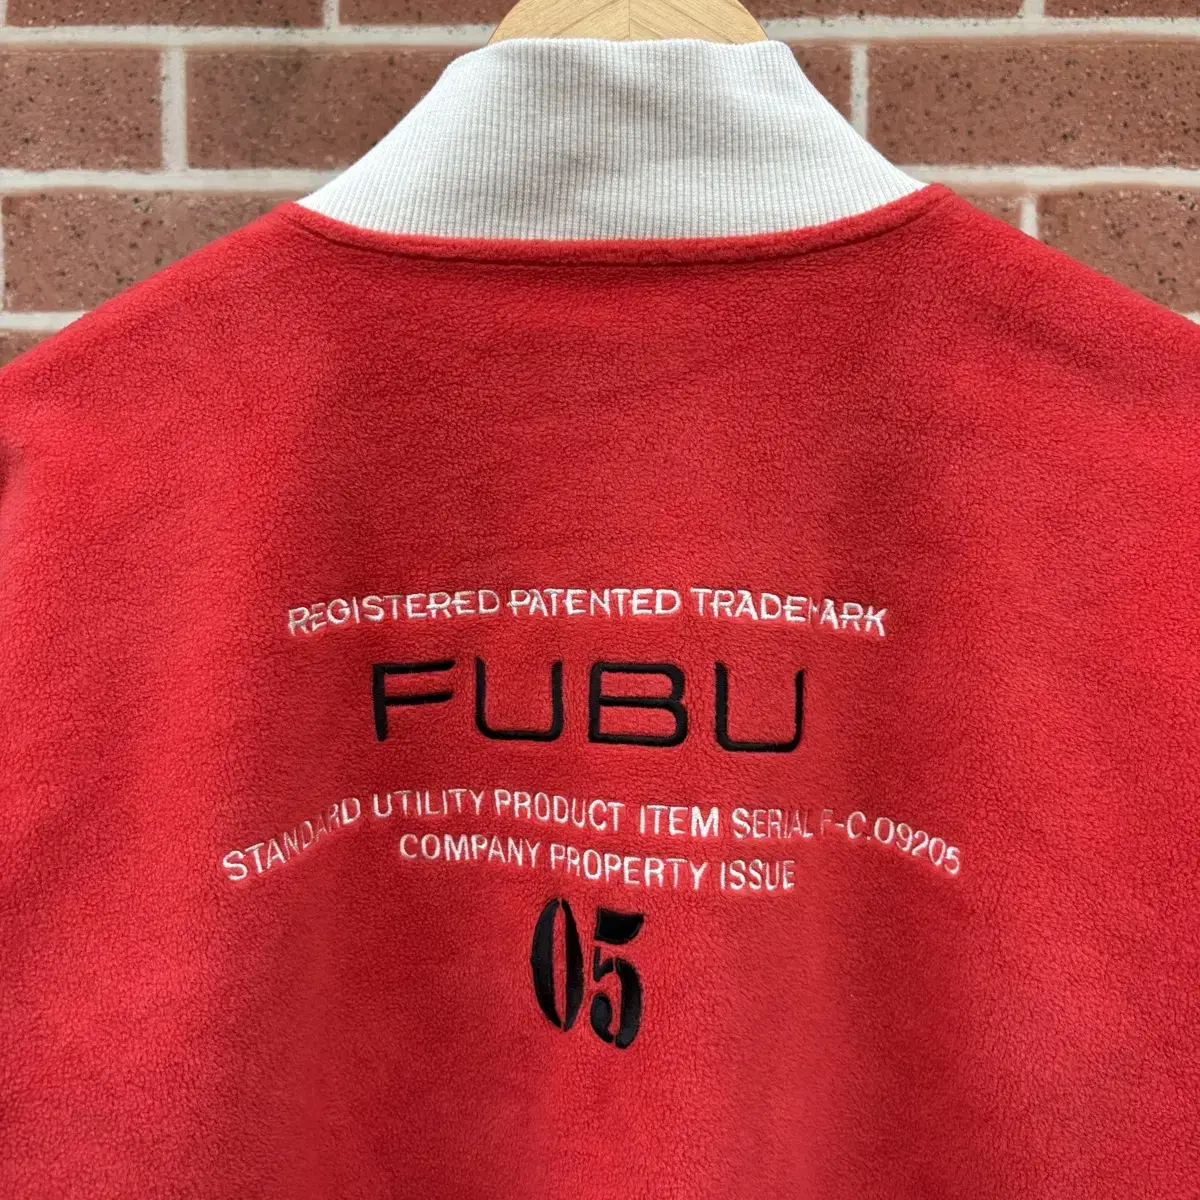 REGISTERED PATENTED TRADEMARK
FUBU
STANDARD UTILITY PRODUCT ITEM SERIAL F-C.09205
COMPANY PROPERTY ISSUE
05